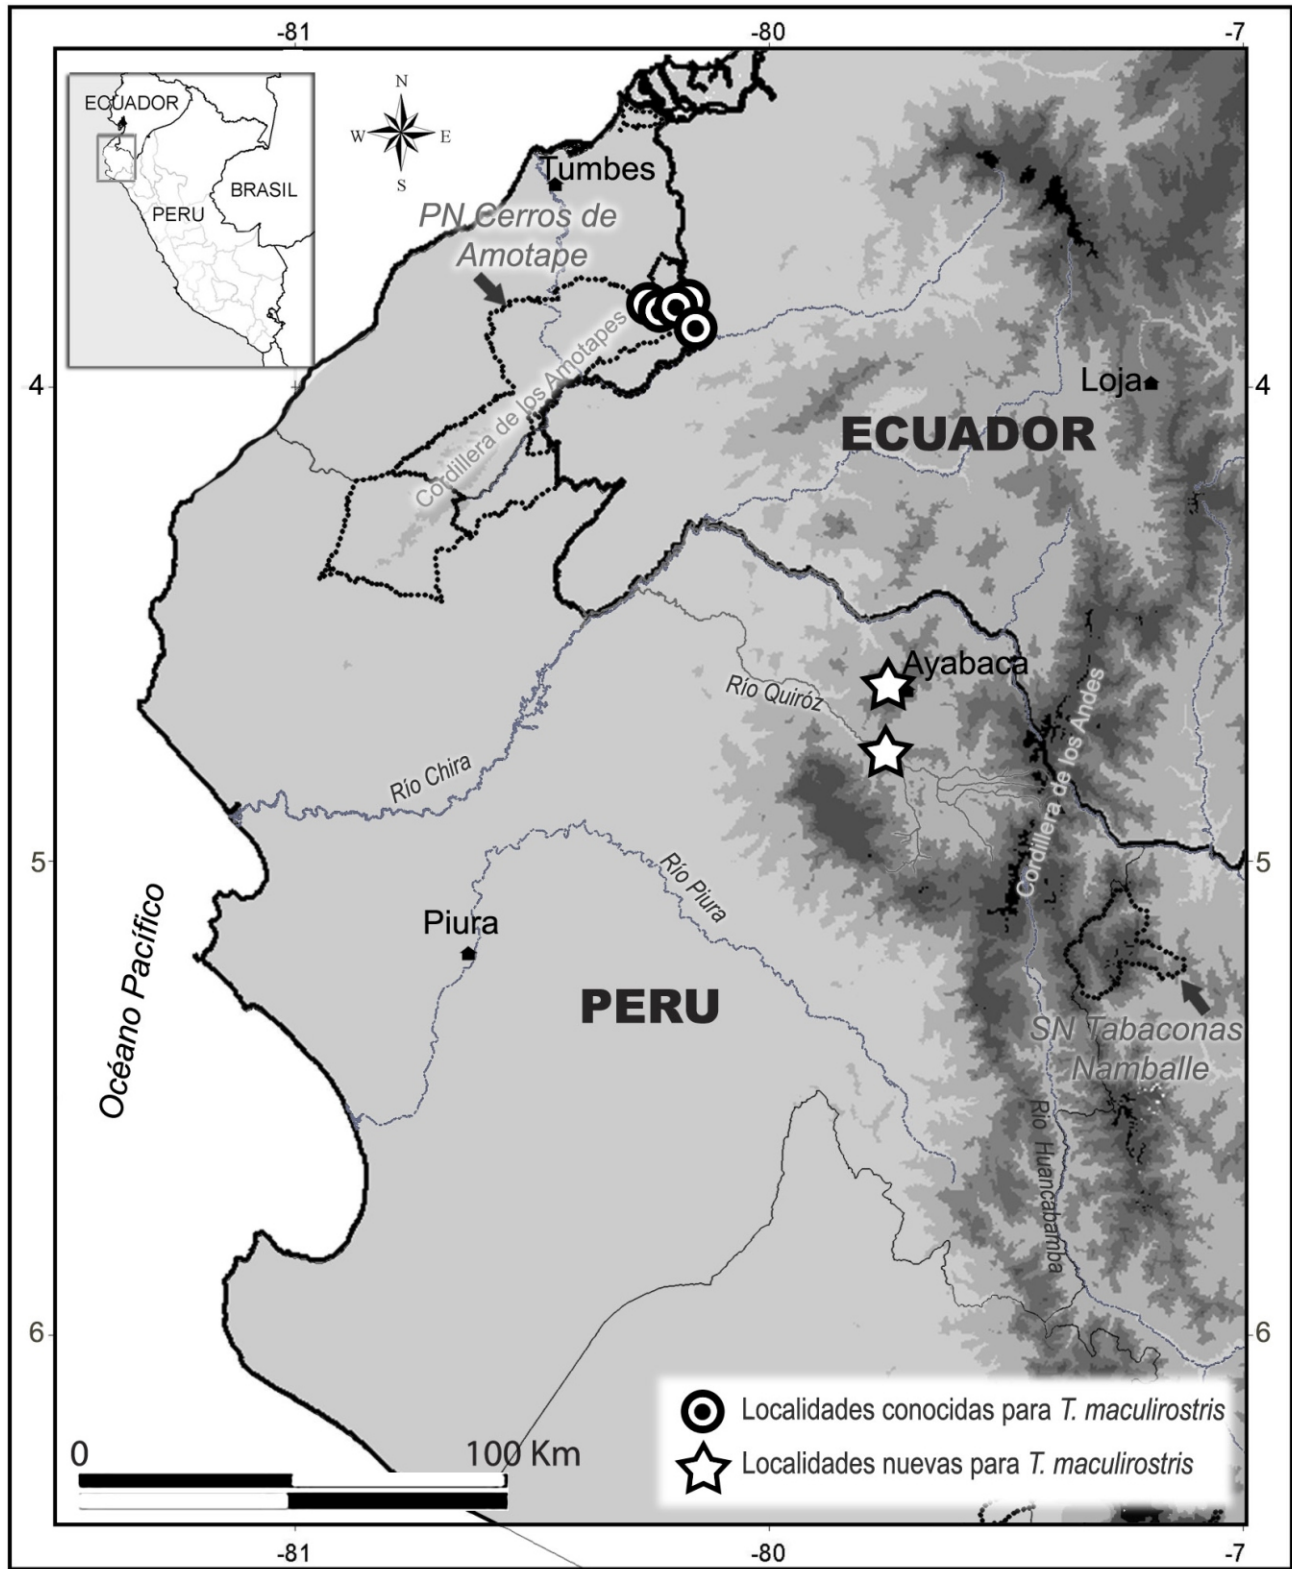 -81
-80
-7
ECUADOR
BRASIL
PERU
N
W
E
S
Tumbes
PN Cerros de
Amotape
Cordillera de los Amotapes
4
4
Loja
ECUADOR
Ayabaca
Río Quiróz
Río Chira
Cordillera de los Andes
5
5
Río Piura
Piura
Océano Pacífico
PERU
SN Tabaconas
Namballe
Rio Huancabamba
6
6
Localidades conocidas para T. maculirostris
Localidades nuevas para T. maculirostris
0
100 Km
-81
-80
-7